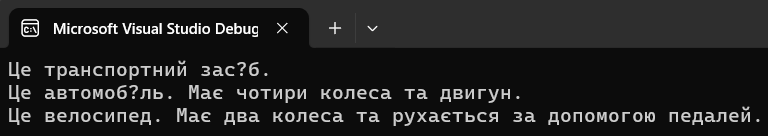 Microsoft Visual Studio Debug
Це транспортний зас?б.
Це автомоб?ль. Має чотири колеса та двигун.
Це велосипед. Має два колеса та рухається за допомогою педалей.